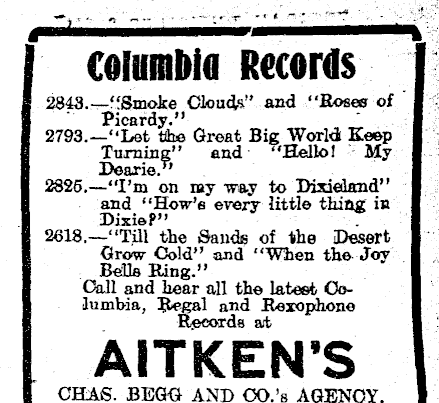 Columbia Records
2843.—"Smoke Clouds" and "Roses of
Picardy."
2793.—"Let the Great Big World Keep
Turning" and "Hello! My
Dearie."
2825.—"I'm on my way to Dixieland"
and "How's every little thing in
Dixie?"
2618.—"Till the Sands of the Desert
Grow Cold" and "When the Joy
Bells Ring."
Call and hear all the latest Co-
lumbia, Regal and Rexophone
Records at
AITKEN'S
CHAS. BEGG AND CO.'s AGENCY.